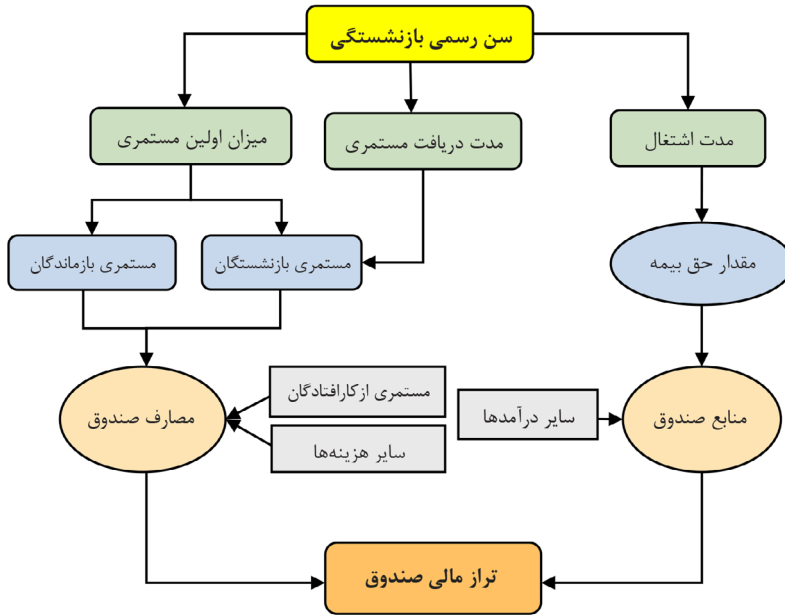 سن رسمی بازنشستگی
مدت اشتغال
مدت دریافت مستمری
میزان اولین مستمری
مقدار حق بیمه
مستمری بازنشستگان
مستمری بازماندگان
منابع صندوق
سایر درآمدها
مستمری ازکارافتادگان
سایر هزینه‌ها
مصارف صندوق
تراز مالی صندوق